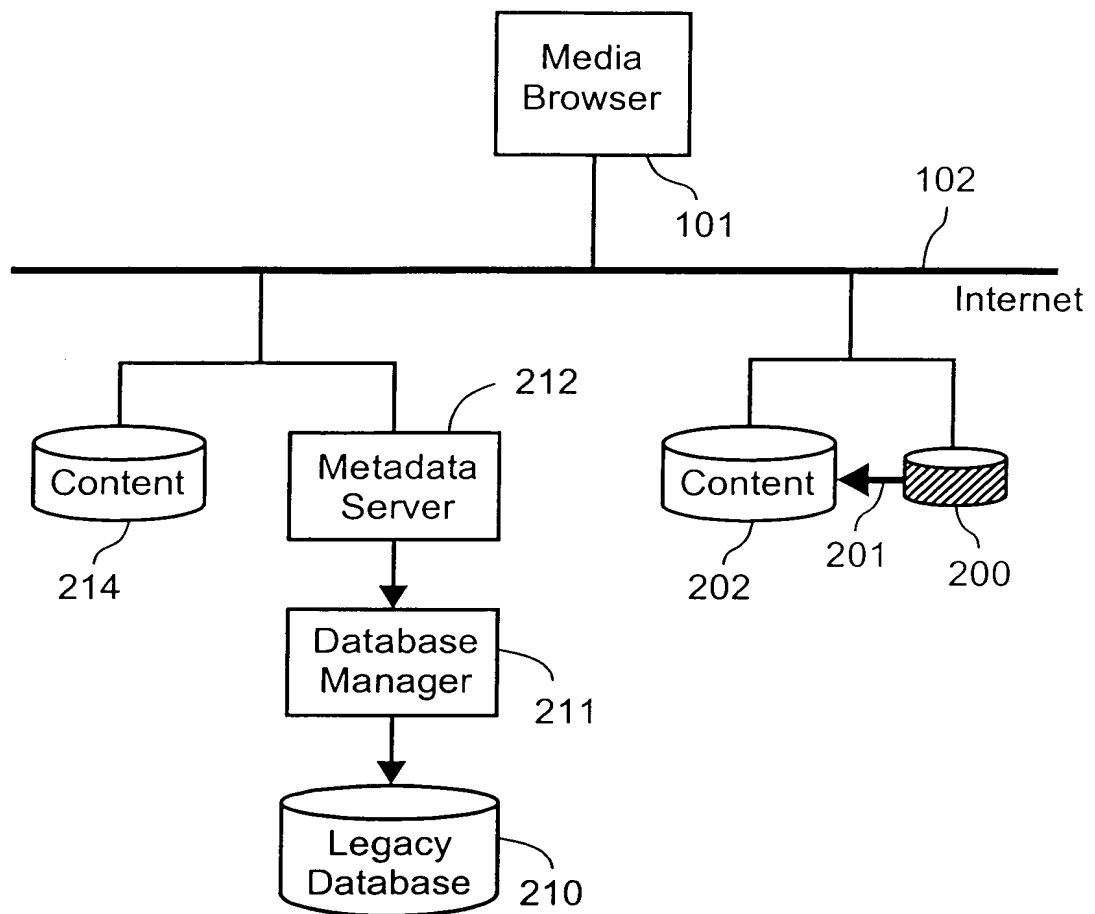 Media
Browser
101
102
Internet
212
Content
Metadata
Server
Content
214
202
201
200
Database
Manager
211
Legacy
Database
210